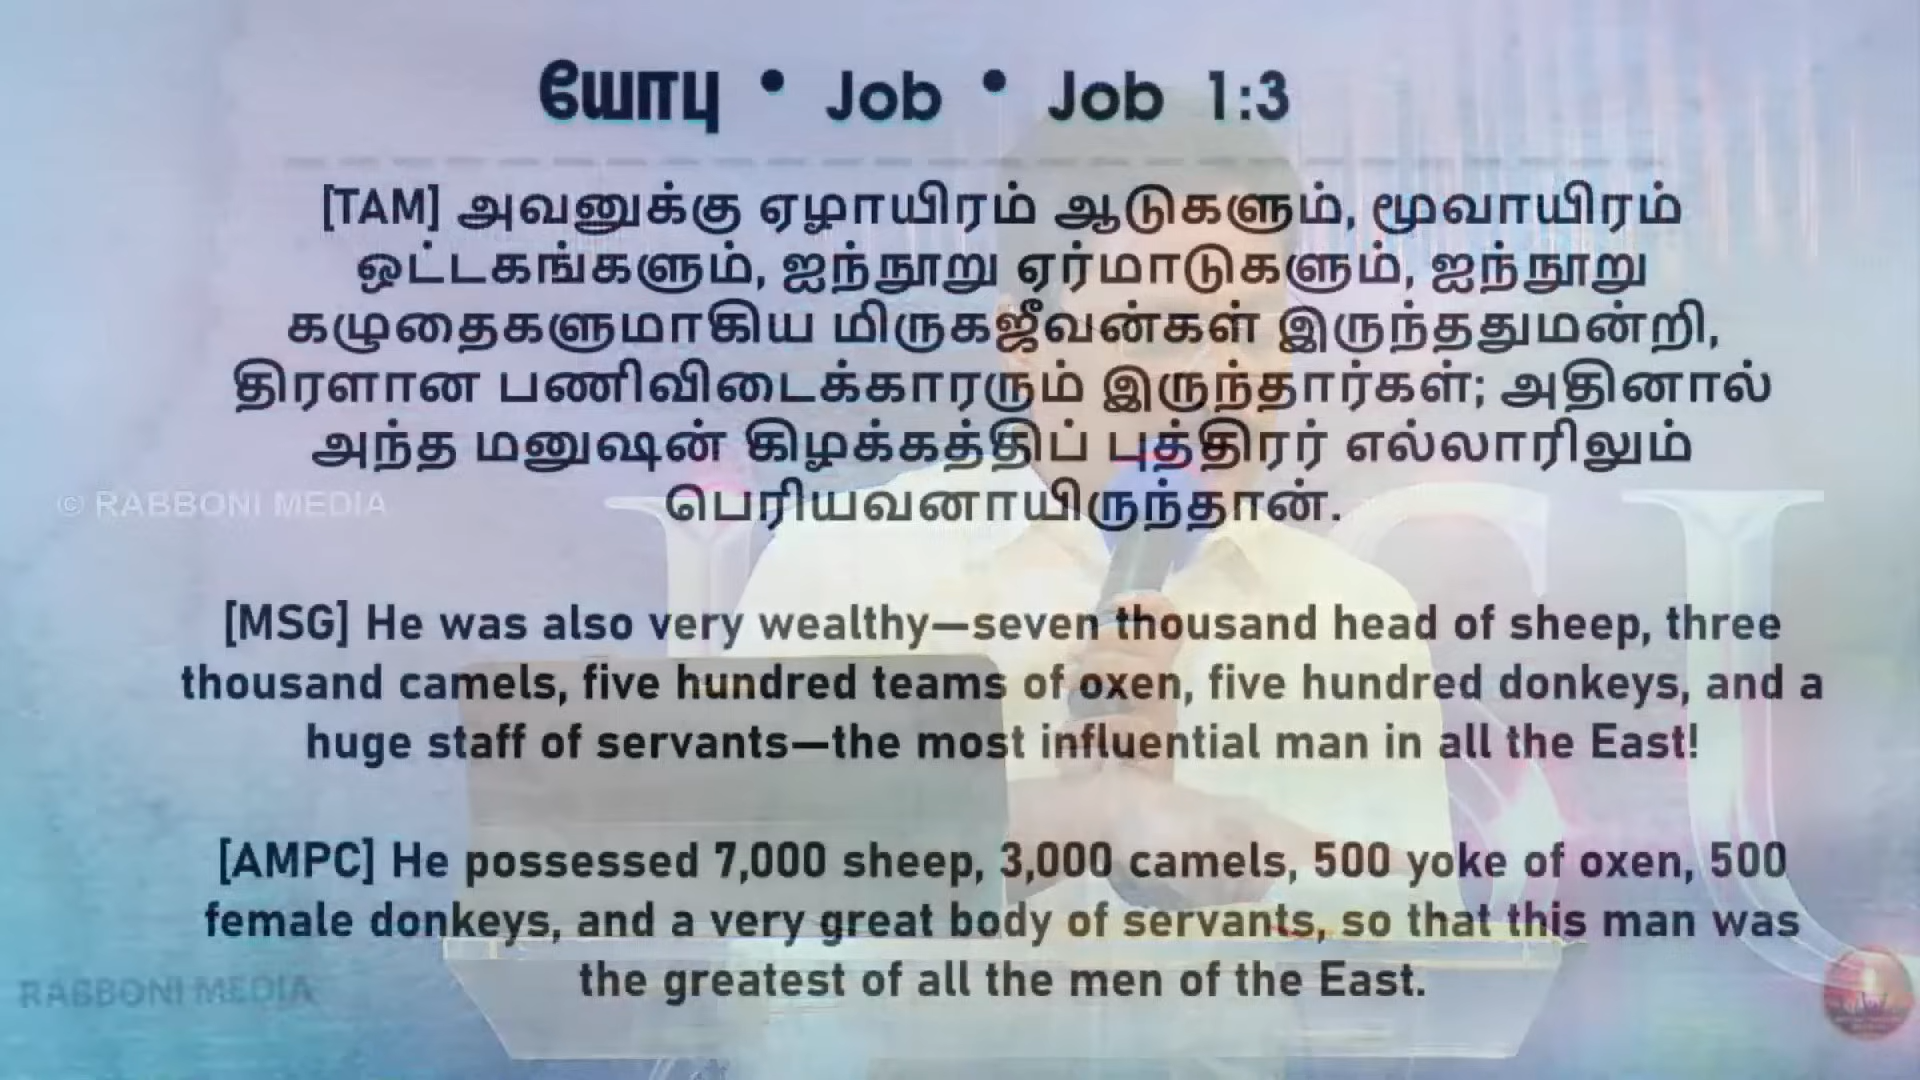 யோபு • Job • Job 1:3
[TAM] அவனுக்கு ஏழாயிரம் ஆடுகளும், மூவாயிரம்
ஒட்டகங்களும், ஐந்நூறு ஏர்மாடுகளும், ஐந்நூறு
கழுதைகளுமாகிய மிருகஜீவன்கள் இருந்ததுமன்றி,
திரளான பணிவிடைக்காரரும் இருந்தார்கள்; அதினால்
அந்த மனுஷன் கிழக்கத்திப் புத்திரர் எல்லாரிலும்
© RABBONI MEDIA
பெரியவனாயிருந்தான்.
[MSG] He was also very wealthy—seven thousand head of sheep, three
thousand camels, five hundred teams of oxen, five hundred donkeys, and a
huge staff of servants—the most influential man in all the East!
[AMPC] He possessed 7,000 sheep, 3,000 camels, 500 yoke of oxen, 500
female donkeys, and a very great body of servants, so that this man was
the greatest of all the men of the East.
RABBONI MEDIA